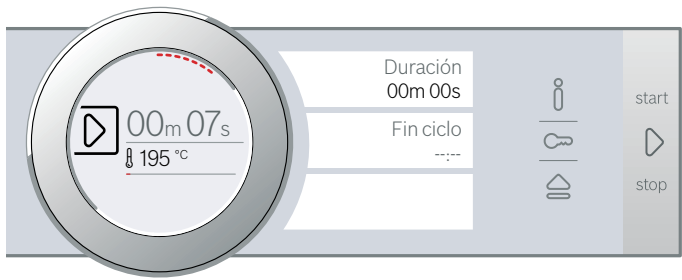 00m 07s
195 °C
Duración
00m 00s
Fin ciclo
--:--
start
stop